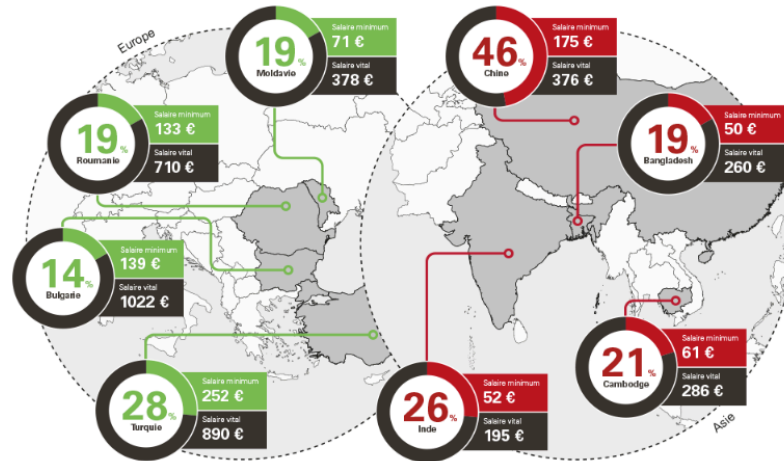 Europe
19%
Moldavie
Salaire minimum
71 €
Salaire vital
378 €
46%
Chine
Salaire minimum
175 €
Salaire vital
376 €
19%
Roumanie
Salaire minimum
133 €
Salaire vital
710 €
19%
Bangladesh
Salaire minimum
50 €
Salaire vital
260 €
14%
Bulgarie
Salaire minimum
139 €
Salaire vital
1022 €
28%
Turquie
Salaire minimum
252 €
Salaire vital
890 €
26%
Inde
Salaire minimum
52 €
Salaire vital
195 €
21%
Cambodge
Salaire minimum
61 €
Salaire vital
286 €
Asie